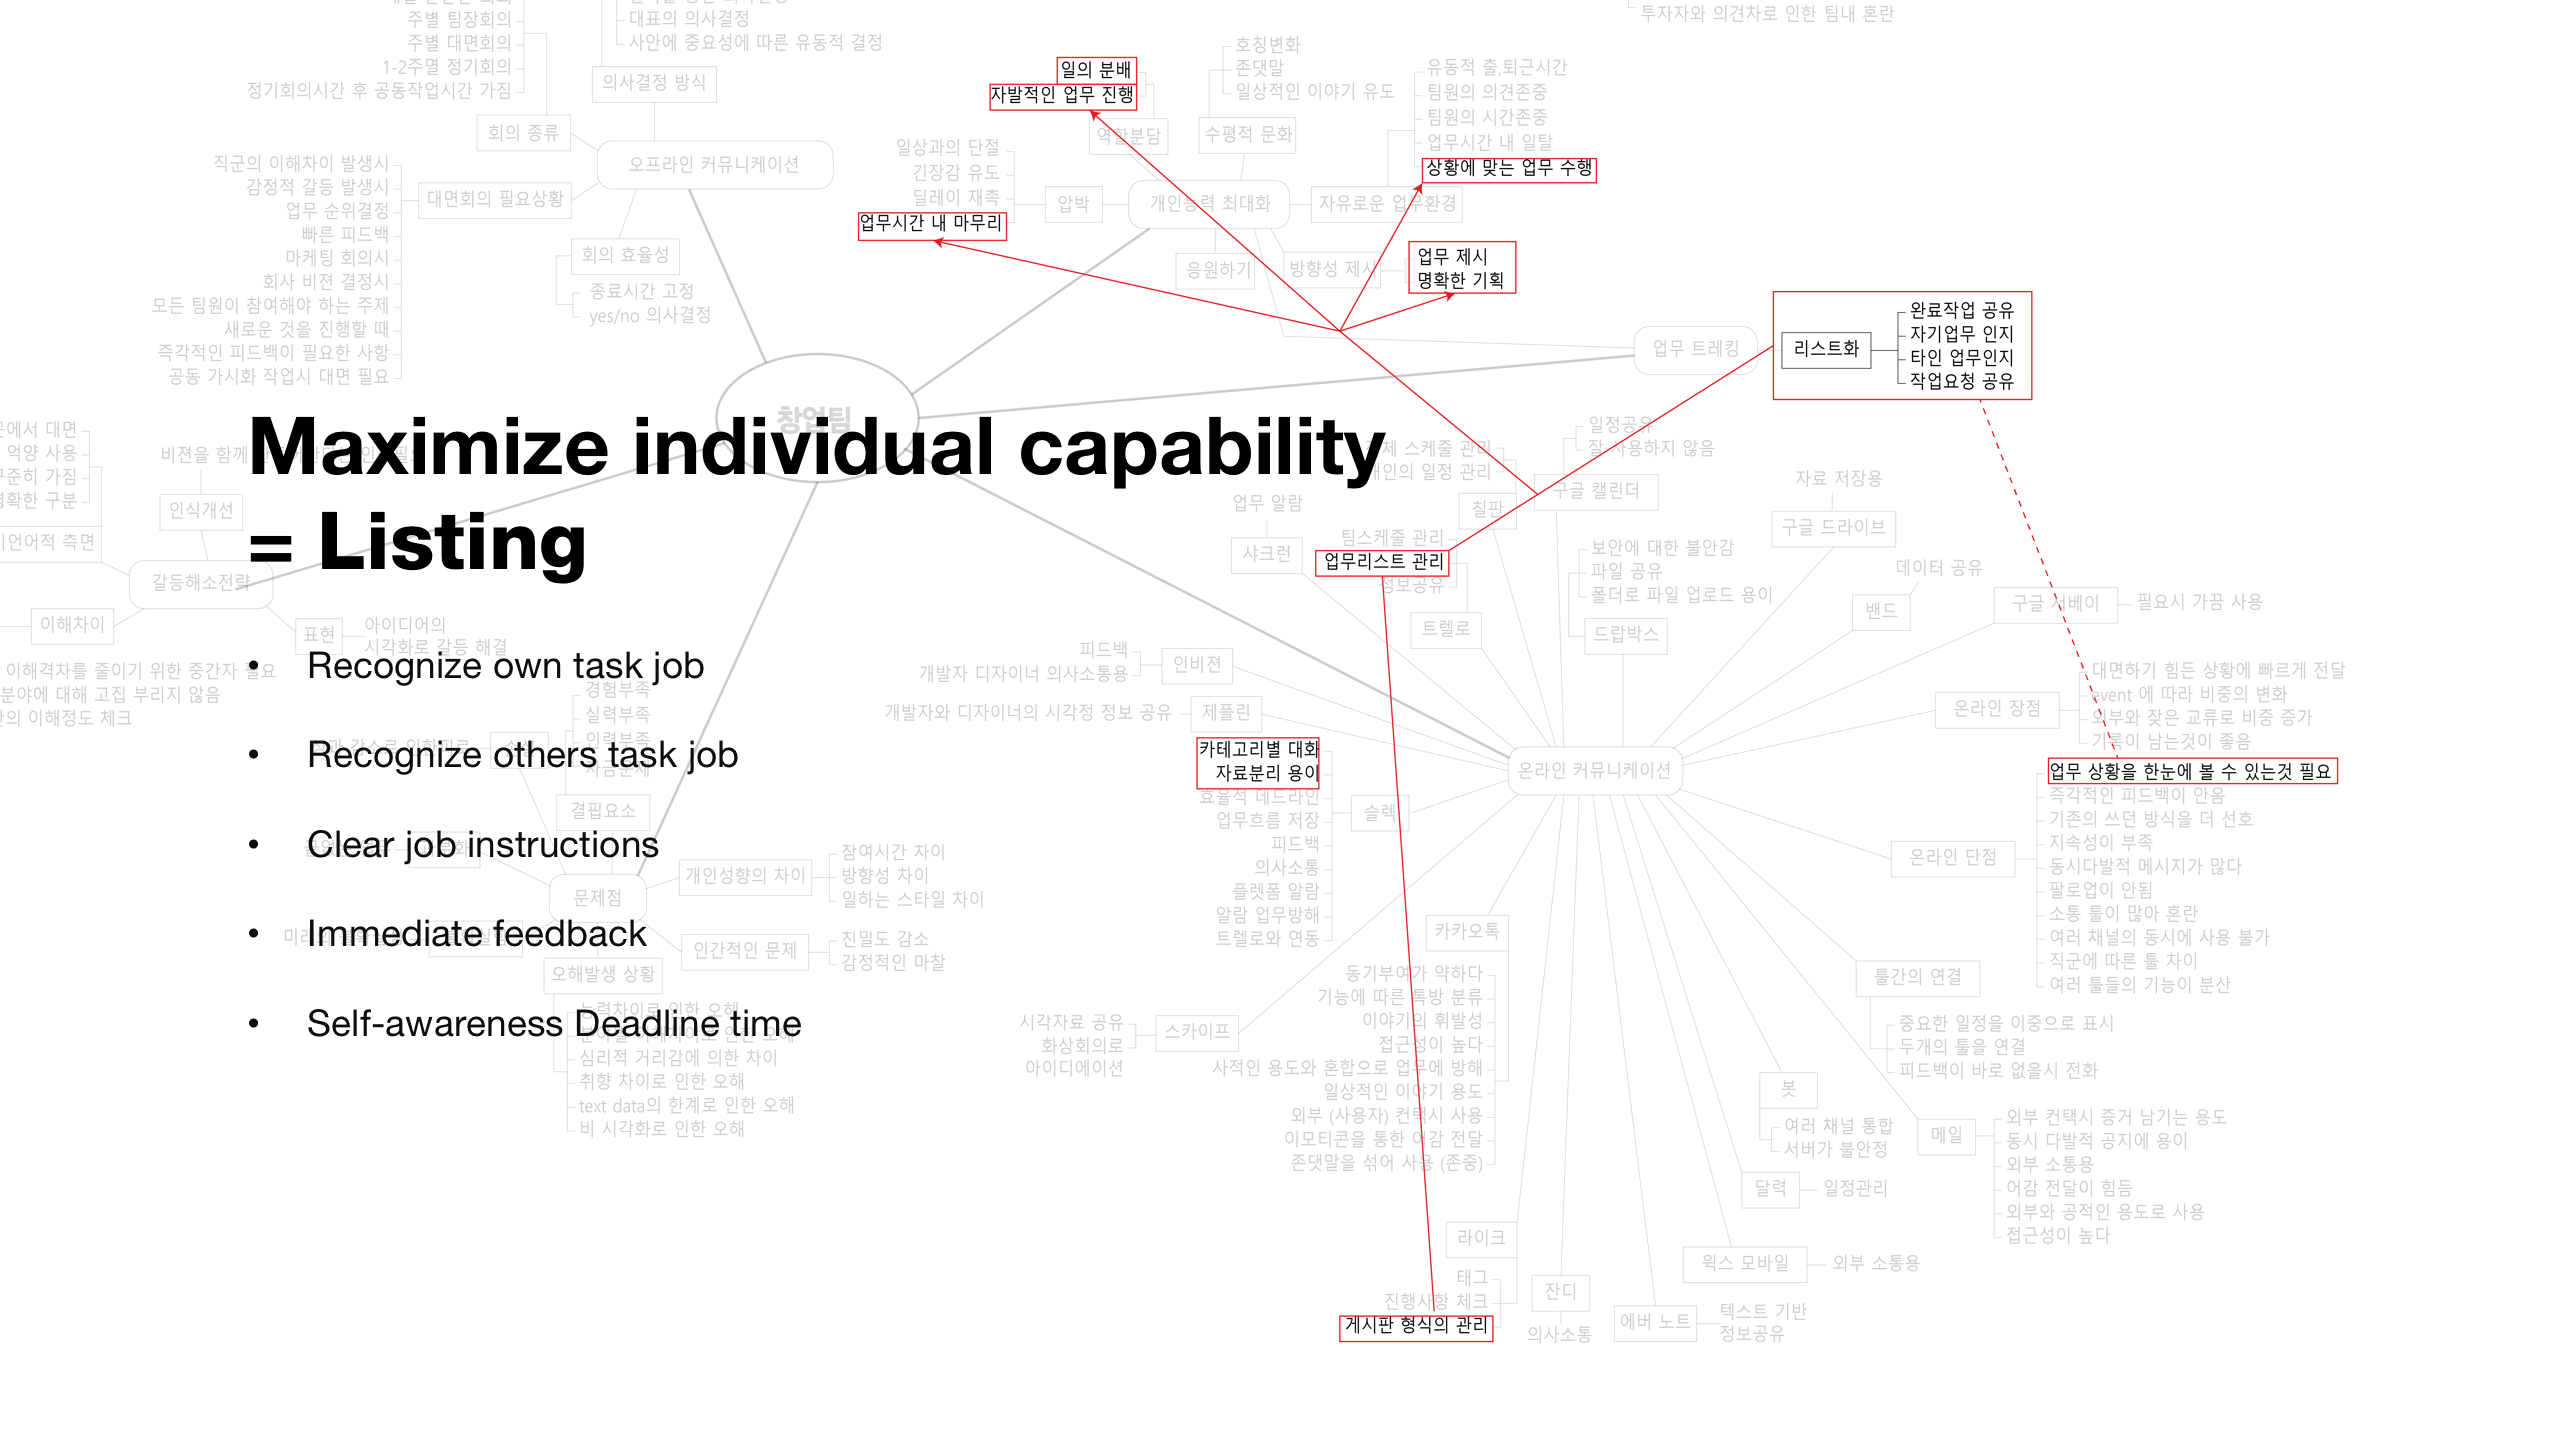 주별 팀장회의
주별 대면회의
1-2주몔 정기회의
정기회의시간 후 공동작업시간 가짐
회의 종류
대표의 의사결정
사안에 중요성에 따른 유동적 결정
의사결정 방식
오프라인 커뮤니케이션
직군의 이해차이 발생시
감정적 갈등 발생시
업무 순위결정
빠른 피드백
마케팅 회의시
회사 비젼 결정시
모든 팀원이 참여해야 하는 주제
새로운 것을 진행할 때
즉각적인 피드백이 필요한 사항
공동 가시화 작업시 대면 필요
대면회의 필요상황
회의 효율성
종료시간 고정
yes/no 의사결정
투자자와 의견차로 인한 팀내 혼란
일의 분배
자발적인 업무 진행
역할분담
호칭변화
존댓말
일상적인 이야기 유도
수평적 문화
유동적 출,퇴근시간
팀원의 의견존중
팀원의 시간존중
업무시간 내 일탈
상황에 맞는 업무 수행
자유로운 업무환경
일상과의 단절
긴장감 유도
딜레이 재촉
업무시간 내 마무리
압박
개인능력 최대화
응원하기
방향성 제시
업무 제시
명확한 기획
업무 트레킹
리스트화
완료작업 공유
자기업무 인지
타인 업무인지
작업요청 공유
창업팀
Maximize individual capability
= Listing
• Recognize own task job
• Recognize others task job
• Clear job instructions
• Immediate feedback
• Self-awareness Deadline time
대면
억양 사용
가짐
구분
비젼을 함께
인식개선
언어적 측면
갈등해소전략
이해차이
표현
아이디어의
시각화로 갈등 해결
이해격차를 줄이기 위한 중간자 필요
분야에 대해 고집 부리지 않음
이해정도 체크
경험부족
실력부족
인력부족
결핍요소
문제점
개인성향의 차이
참여시간 차이
방향성 차이
일하는 스타일 차이
인간적인 문제
친밀도 감소
감정적인 마찰
오해발생 상황
능력차이로 인한 오해
심리적 거리감에 의한 차이
취향 차이로 인한 오해
text data의 한계로 인한 오해
비 시각화로 인한 오해
스케줄 관리
일정 관리
칠판
일정공유
잘 사용하지 않음
구글 캘린더
업무 알람
샤크런
팀스케줄 관리
업무리스트 관리
정보공유
트렐로
보안에 대한 불안감
파일 공유
폴더로 파일 업로드 용이
드랍박스
자료 저장용
구글 드라이브
데이터 공유
밴드
구글 서베이
필요시 가끔 사용
피드백
개발자 디자이너 의사소통용
인비젼
개발자와 디자이너의 시각정 정보 공유
제플린
카테고리별 대화
자료분리 용이
효율적 데드라인
업무흐름 저장
피드백
의사소통
플렛폼 알람
알람 업무방해
트렐로와 연동
슬렉
온라인 커뮤니케이션
온라인 장점
대면하기 힘든 상황에 빠르게 전달
event 에 따라 비중의 변화
외부와 잦은 교류로 비중 증가
기록이 남는것이 좋음
업무 상황을 한눈에 볼 수 있는것 필요
즉각적인 피드백이 안옴
기존의 쓰던 방식을 더 선호
지속성이 부족
동시다발적 메시지가 많다
팔로업이 안됨
소통 툴이 많아 혼란
여러 채널의 동시에 사용 불가
직군에 따른 툴 차이
여러 툴들의 기능이 분산
온라인 단점
툴간의 연결
중요한 일정을 이중으로 표시
두개의 툴을 연결
피드백이 바로 없을시 전화
시각자료 공유
화상회의로
아이디에이션
스카이프
카카오톡
동기부여가 약하다
기능에 따른 톡방 분류
이야기의 휘발성
접근성이 높다
사적인 용도와 혼합으로 업무에 방해
일상적인 이야기 용도
외부 (사용자) 컨택시 사용
이모티콘을 통한 어감 전달
존댓말을 섞어 사용 (존중)
봇
여러 채널 통합
서버가 불안정
메일
외부 컨택시 증거 남기는 용도
동시 다발적 공지에 용이
외부 소통용
어감 전달이 힘듬
외부와 공적인 용도로 사용
접근성이 높다
달력
일정관리
라이크
태그
진행사항 체크
게시판 형식의 관리
잔디
의사소통
윅스 모바일
외부 소통용
에버 노트
텍스트 기반
정보공유